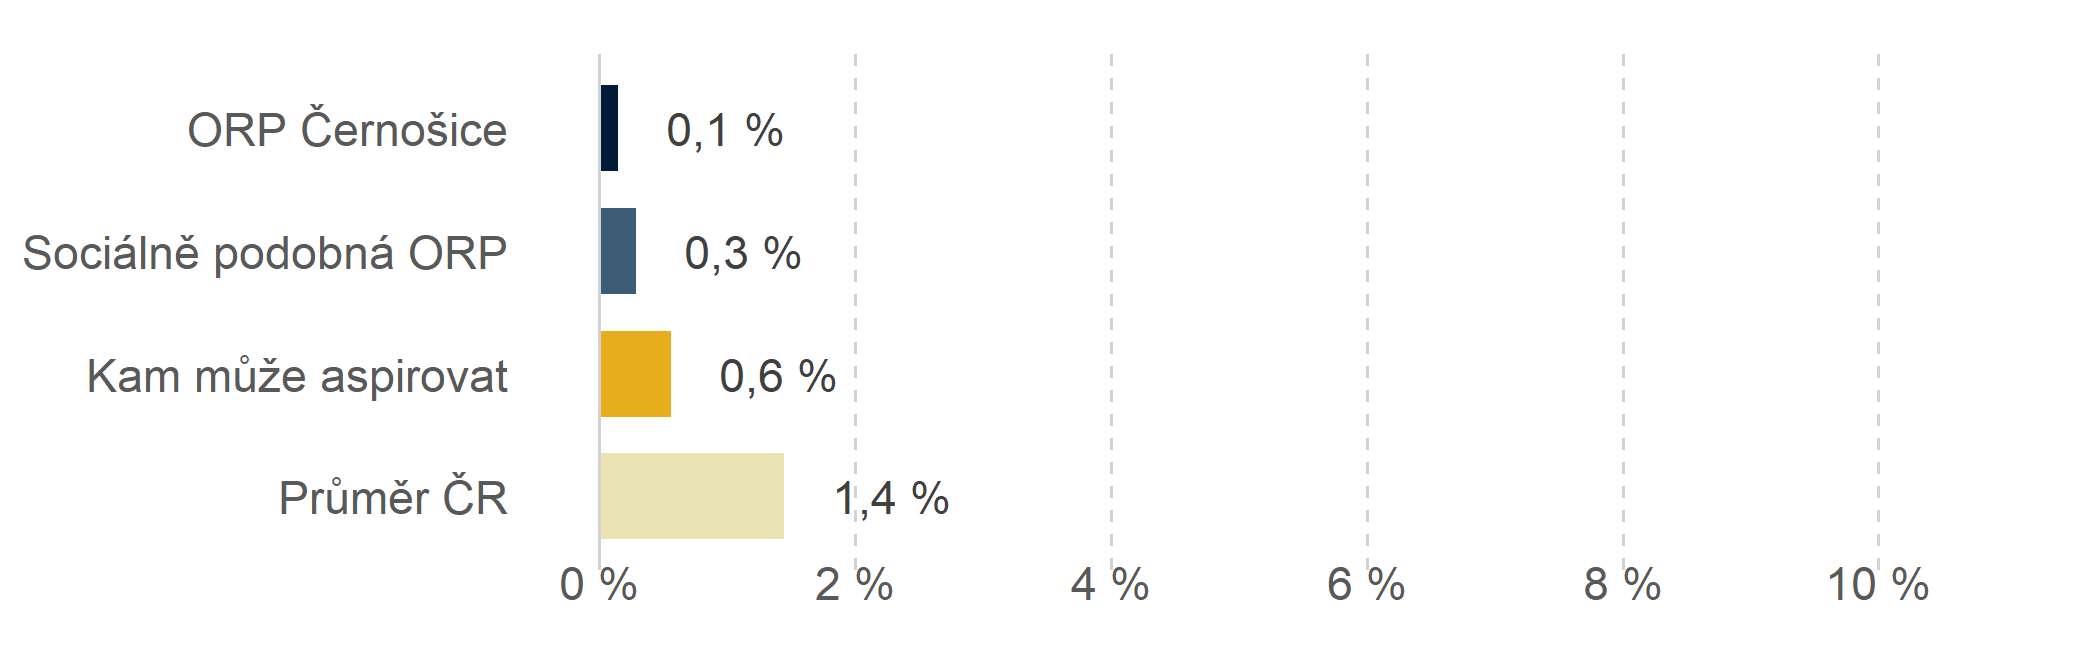 ORP Černošice 0,1 %
Sociálně podobná ORP 0,3 %
Kam může aspirovat 0,6 %
Průměr ČR 1,4 %
0 % 2 % 4 % 6 % 8 % 10 %